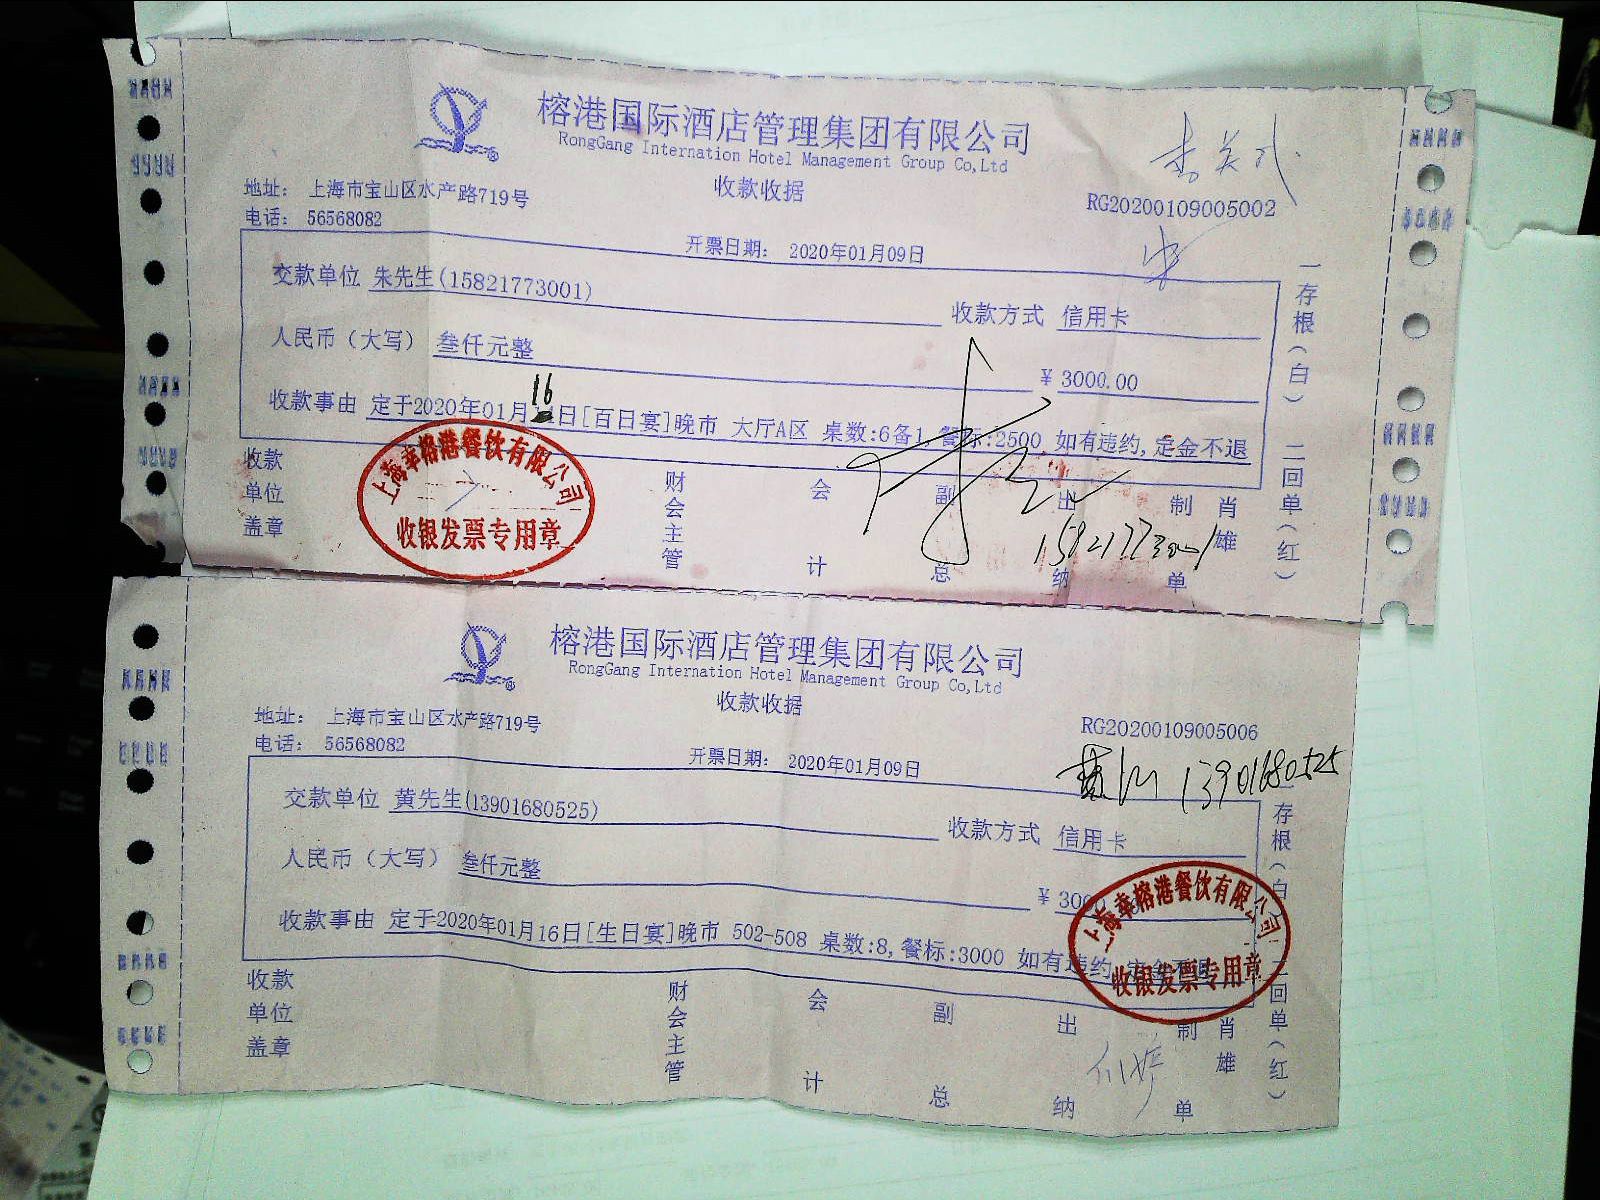 榕港国际酒店管理集团有限公司
RongGang Internation Hotel Management Group Co,Ltd
收款收据
地址： 上海市宝山区水产路719号
RG20200109005002
电话： 56568082
开票日期： 2020年01月09日
交款单位 朱先生(15821773001)
收款方式 信用卡
人民币（大写） 叁仟元整
¥ 3000.00
16
收款事由 定于2020年01月日[百日宴]晚市 大厅A区 桌数:6备1,餐标:2500 如有违约,定金不退
收款单位盖章
财会主管
会计
副总
出纳
制单
肖雄
15821773001
上海幸榕港餐饮有限公司
收银发票专用章
一存根（白） 二回单（红）
榕港国际酒店管理集团有限公司
RongGang Internation Hotel Management Group Co,Ltd
收款收据
地址： 上海市宝山区水产路719号
RG20200109005006
电话： 56568082
开票日期： 2020年01月09日
13901680525
交款单位 黄先生(13901680525)
收款方式 信用卡
人民币（大写） 叁仟元整
¥ 300
收款事由 定于2020年01月16日[生日宴]晚市 502-508 桌数:8,餐标:3000 如有违约,定金不退
上海幸榕港餐饮有限公司
收银发票专用章
收款单位盖章
财会主管
会计
副总
出纳
制单
肖雄
存根（白 二回单（红）